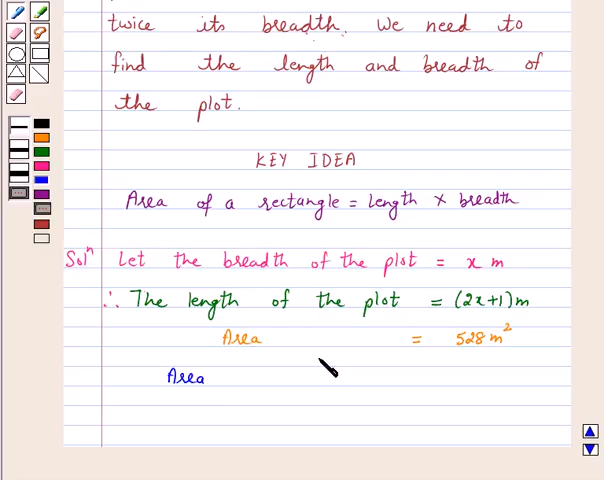 twice its breadth. We need to
find the length and breadth of
the plot.
KEY IDEA
Area of a rectangle = length × breadth
Solⁿ Let the breadth of the plot = x m
∴ The length of the plot = (2x+1)m
Area = 528 m²
Area